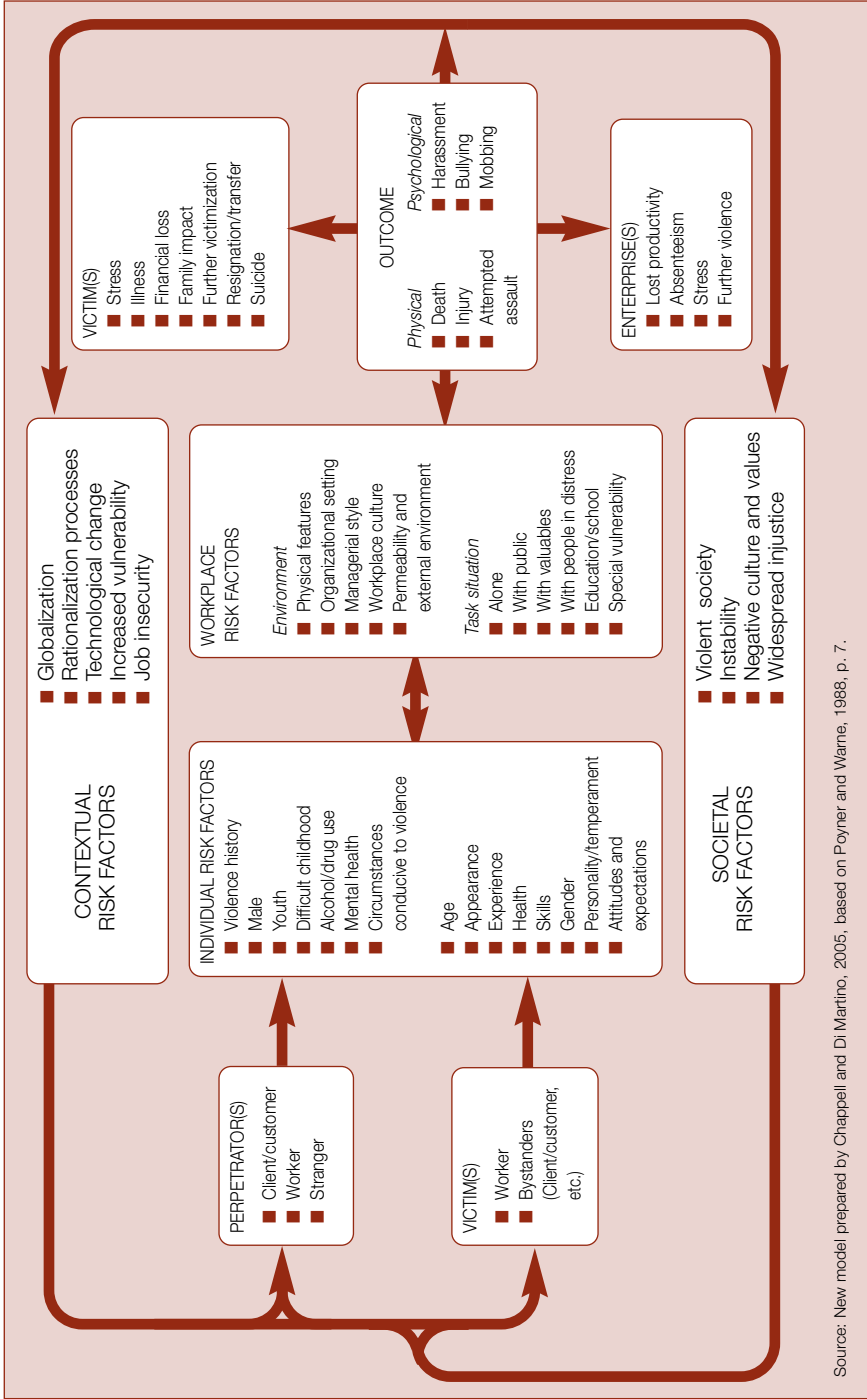 CONTEXTUAL
RISK FACTORS
■ Globalization
■ Rationalization processes
■ Technological change
■ Increased vulnerability
■ Job insecurity
PERPETRATOR(S)
■ Client/customer
■ Worker
■ Stranger
VICTIM(S)
■ Worker
■ Bystanders
(Client/customer,
etc.)
INDIVIDUAL RISK FACTORS
■ Violence history
■ Male
■ Youth
■ Difficult childhood
■ Alcohol/drug use
■ Mental health
■ Circumstances
conducive to violence
■ Age
■ Appearance
■ Experience
■ Health
■ Skills
■ Gender
■ Personality/temperament
■ Attitudes and
expectations
WORKPLACE
RISK FACTORS
Environment
■ Physical features
■ Organizational setting
■ Managerial style
■ Workplace culture
■ Permeability and
external environment
Task situation
■ Alone
■ With public
■ With valuables
■ With people in distress
■ Education/school
■ Special vulnerability
VICTIM(S)
■ Stress
■ Illness
■ Financial loss
■ Family impact
■ Further victimization
■ Resignation/transfer
■ Suicide
OUTCOME
Physical
■ Death
■ Injury
■ Attempted
assault
Psychological
■ Harassment
■ Bullying
■ Mobbing
ENTERPRISE(S)
■ Lost productivity
■ Absenteeism
■ Stress
■ Further violence
SOCIETAL
RISK FACTORS
■ Violent society
■ Instability
■ Negative culture and values
■ Widespread injustice
Source: New model prepared by Chappell and Di Martino, 2005, based on Poyner and Warne, 1988, p. 7.